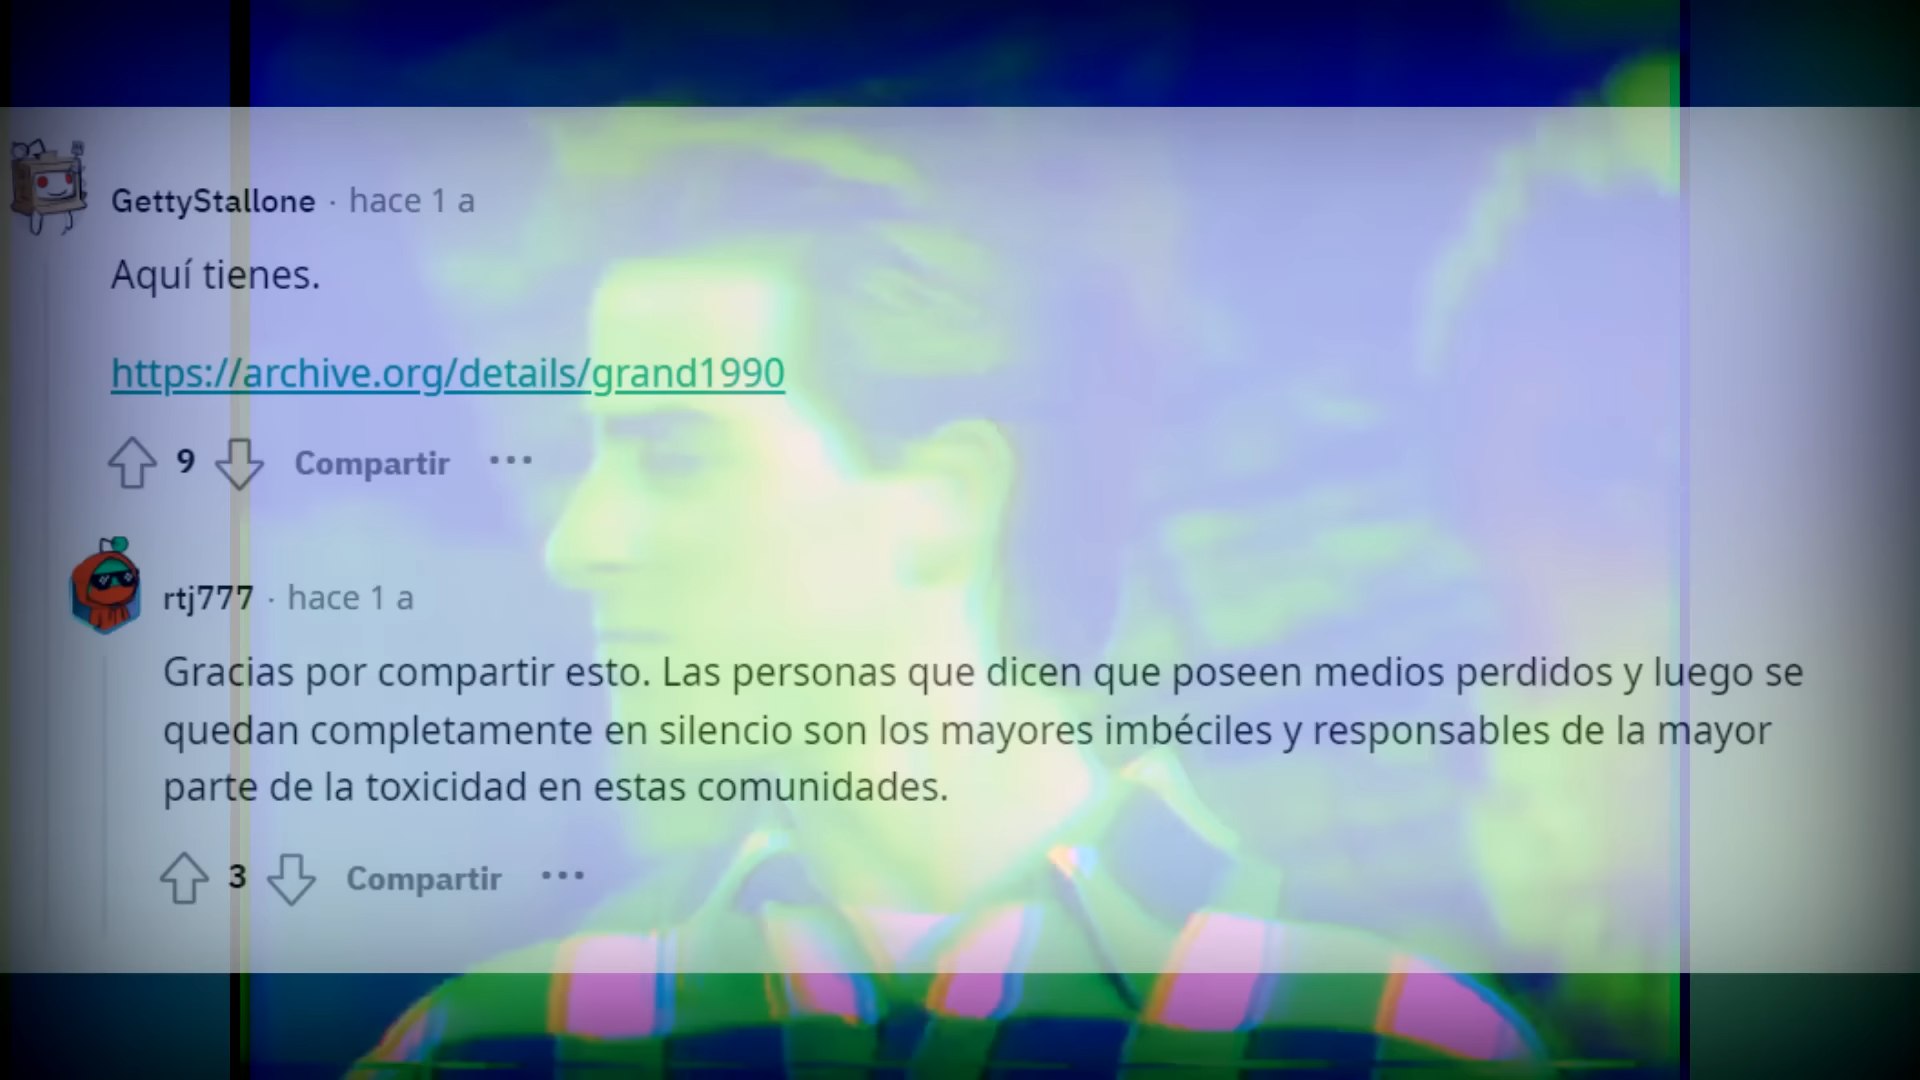 GettyStallone · hace 1 a
Aquí tienes.
https://archive.org/details/grand1990
9 Compartir ···
rtj777 · hace 1 a
Gracias por compartir esto. Las personas que dicen que poseen medios perdidos y luego se
quedan completamente en silencio son los mayores imbéciles y responsables de la mayor
parte de la toxicidad en estas comunidades.
3 Compartir ···